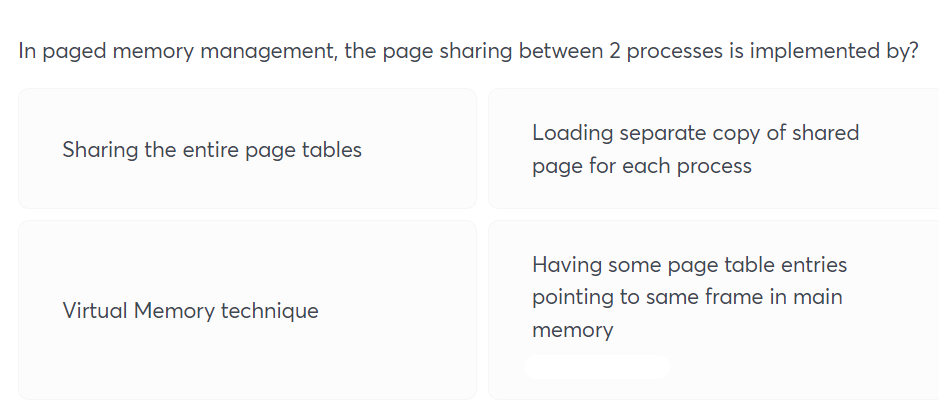 In paged memory management, the page sharing between 2 processes is implemented by?
Sharing the entire page tables
Loading separate copy of shared
page for each process
Virtual Memory technique
Having some page table entries
pointing to same frame in main
memory